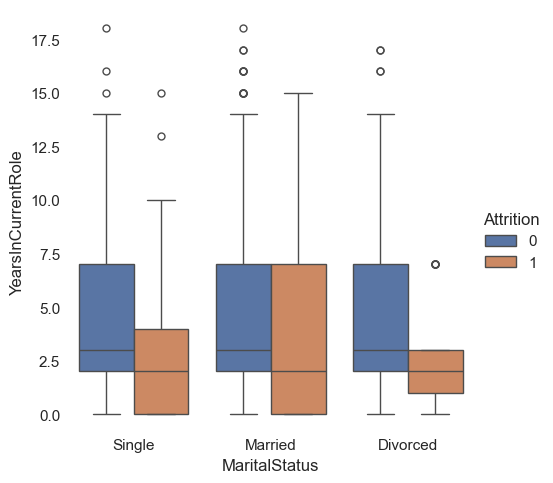 17.5
15.0
12.5
10.0
7.5
5.0
2.5
0.0
YearsInCurrentRole
Single
Married
Divorced
MaritalStatus
Attrition
0
1